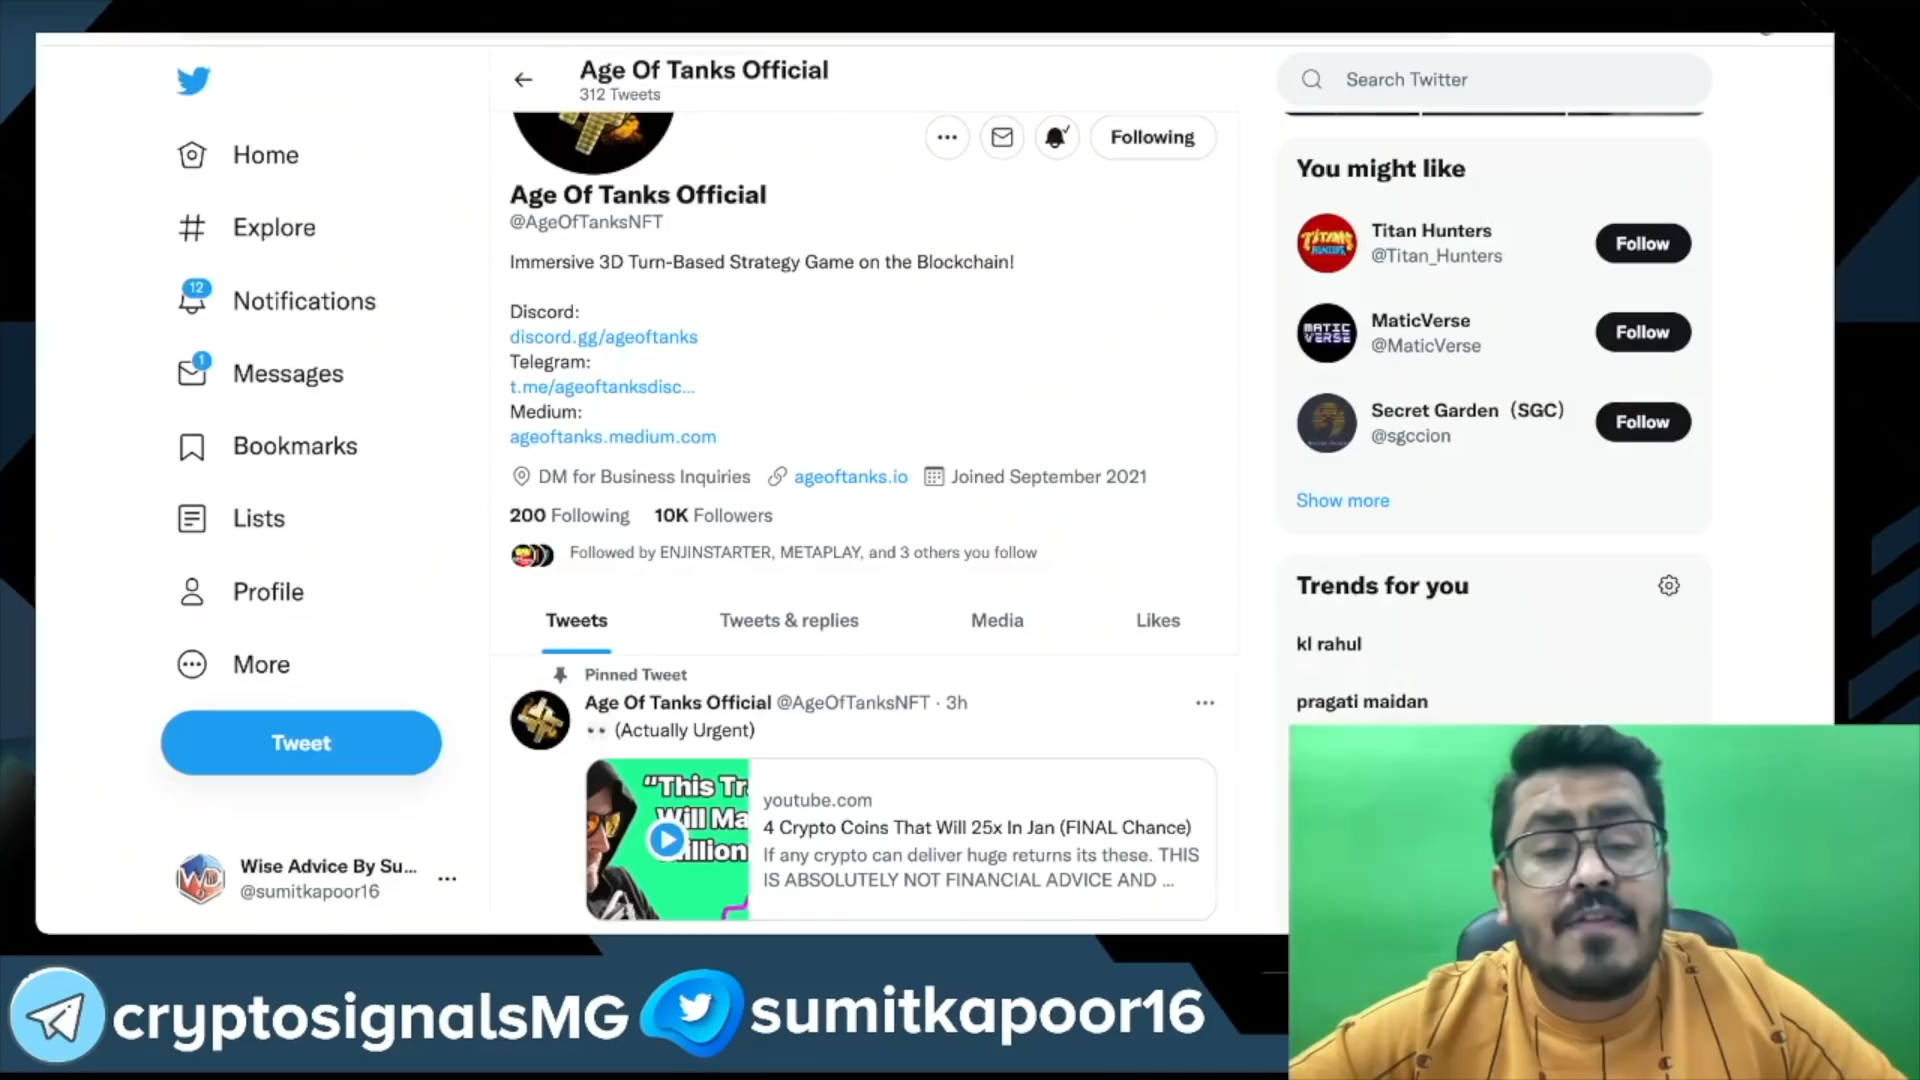 Home
Explore
12
Notifications
1
Messages
Bookmarks
Lists
Profile
More
Tweet
Wise Advice By Su...
@sumitkapoor16
Age Of Tanks Official
312 Tweets
Following
Age Of Tanks Official
@AgeOfTanksNFT
Immersive 3D Turn-Based Strategy Game on the Blockchain!
Discord:
discord.gg/ageoftanks
Telegram:
t.me/ageoftanksdisc...
Medium:
ageoftanks.medium.com
DM for Business Inquiries ageoftanks.io Joined September 2021
200 Following 10K Followers
Followed by ENJINSTARTER, METAPLAY, and 3 others you follow
Tweets Tweets & replies Media Likes
Pinned Tweet
Age Of Tanks Official @AgeOfTanksNFT · 3h
(Actually Urgent)
"This Tr
Will Ma
illion
youtube.com
4 Crypto Coins That Will 25x In Jan (FINAL Chance)
If any crypto can deliver huge returns its these. THIS
IS ABSOLUTELY NOT FINANCIAL ADVICE AND ...
Search Twitter
You might like
TITANS
HUNTERS
Titan Hunters
@Titan_Hunters
Follow
MATIC
VERSE
MaticVerse
@MaticVerse
Follow
Secret Garden（SGC）
@sgccion
Follow
Show more
Trends for you
kl rahul
pragati maidan
cryptosignalsMG
sumitkapoor16